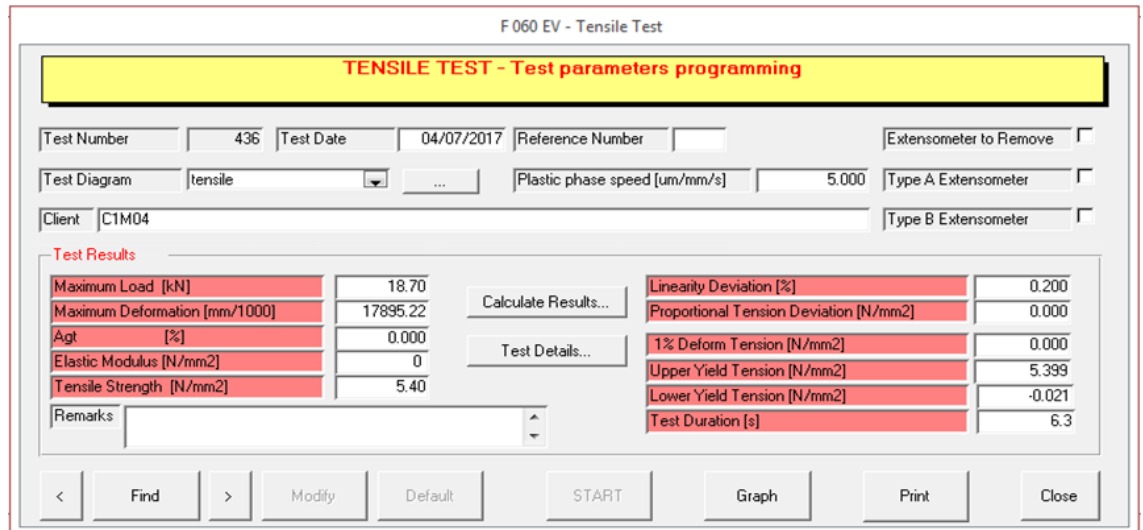 F 060 EV - Tensile Test
TENSILE TEST - Test parameters programming
Test Number 436 Test Date 04/07/2017 Reference Number Extensometer to Remove
Test Diagram tensile ... Plastic phase speed [um/mm/s] 5.000 Type A Extensometer
Client C1M04 Type B Extensometer
Test Results
Maximum Load [kN] 18.70 Calculate Results... Linearity Deviation [%] 0.200
Maximum Deformation [mm/1000] 17895.22 Proportional Tension Deviation [N/mm2] 0.000
Agt [%] 0.000 Test Details... 1% Deform Tension [N/mm2] 0.000
Elastic Modulus [N/mm2] 0 Upper Yield Tension [N/mm2] 5.399
Tensile Strength [N/mm2] 5.40 Lower Yield Tension [N/mm2] -0.021
Remarks Test Duration [s] 6.3
< Find > Modify Default START Graph Print Close